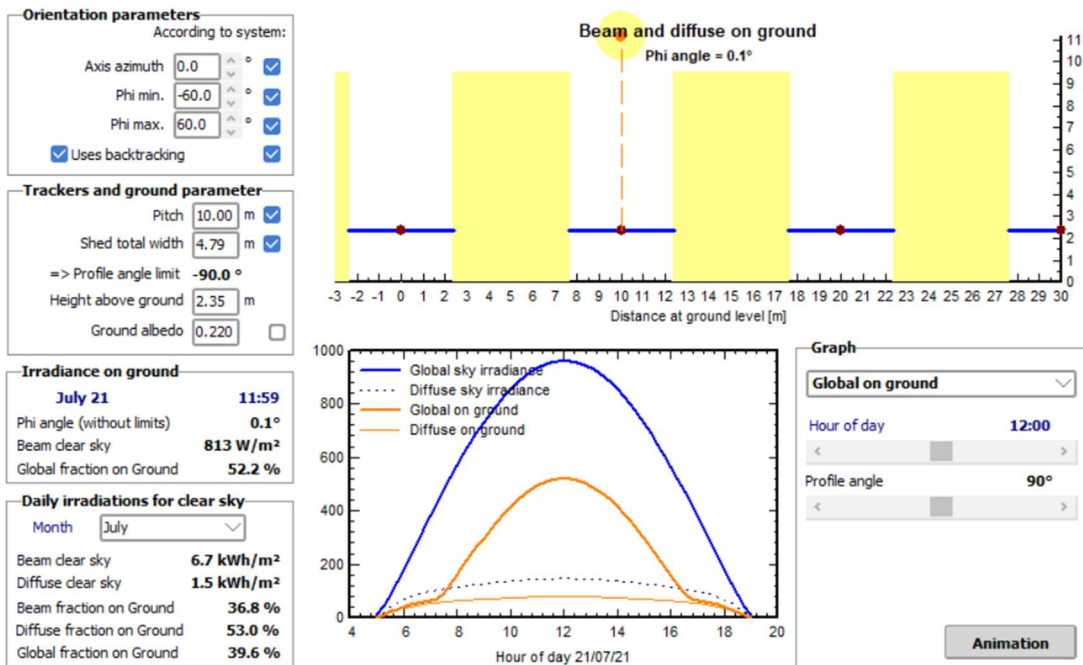 Orientation parameters
According to system:
Axis azimuth 0.0 °
Phi min. -60.0 °
Phi max. 60.0 °
Uses backtracking
Trackers and ground parameter
Pitch 10.00 m
Shed total width 4.79 m
=> Profile angle limit -90.0 °
Height above ground 2.35 m
Ground albedo 0.220
Irradiance on ground
July 21 11:59
Phi angle (without limits) 0.1°
Beam clear sky 813 W/m²
Global fraction on Ground 52.2 %
Daily irradiations for clear sky
Month July
Beam clear sky 6.7 kWh/m²
Diffuse clear sky 1.5 kWh/m²
Beam fraction on Ground 36.8 %
Diffuse fraction on Ground 53.0 %
Global fraction on Ground 39.6 %
Beam and diffuse on ground
Phi angle = 0.1°
11
10
9
8
7
6
5
4
3
2
1
0
-3 -2 -1 0 1 2 3 4 5 6 7 8 9 10 11 12 13 14 15 16 17 18 19 20 21 22 23 24 25 26 27 28 29 30
Distance at ground level [m]
1000
800
600
400
200
0
Global sky irradiance
Diffuse sky irradiance
Global on ground
Diffuse on ground
4 6 8 10 12 14 16 18 20
Hour of day 21/07/21
Graph
Global on ground
Hour of day 12:00
Profile angle 90°
Animation